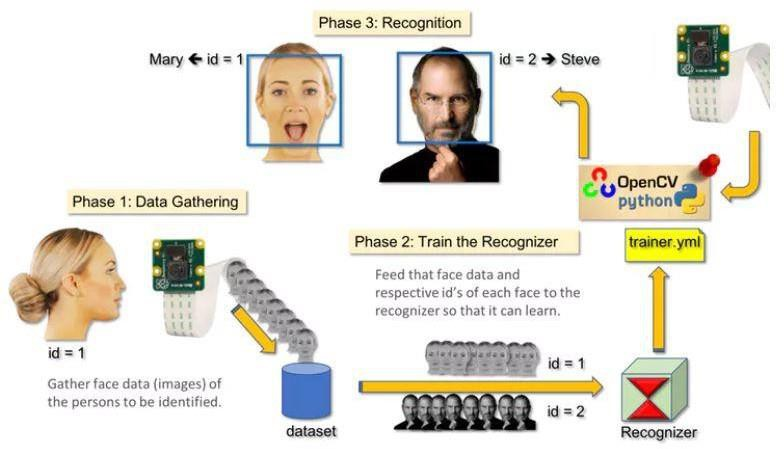 Phase 3: Recognition
Mary ← id = 1
id = 2 → Steve
OpenCV
python
Phase 1: Data Gathering
id = 1
Gather face data (images) of
the persons to be identified.
dataset
Phase 2: Train the Recognizer
Feed that face data and
respective id's of each face to the
recognizer so that it can learn.
id = 1
id = 2
trainer.yml
Recognizer